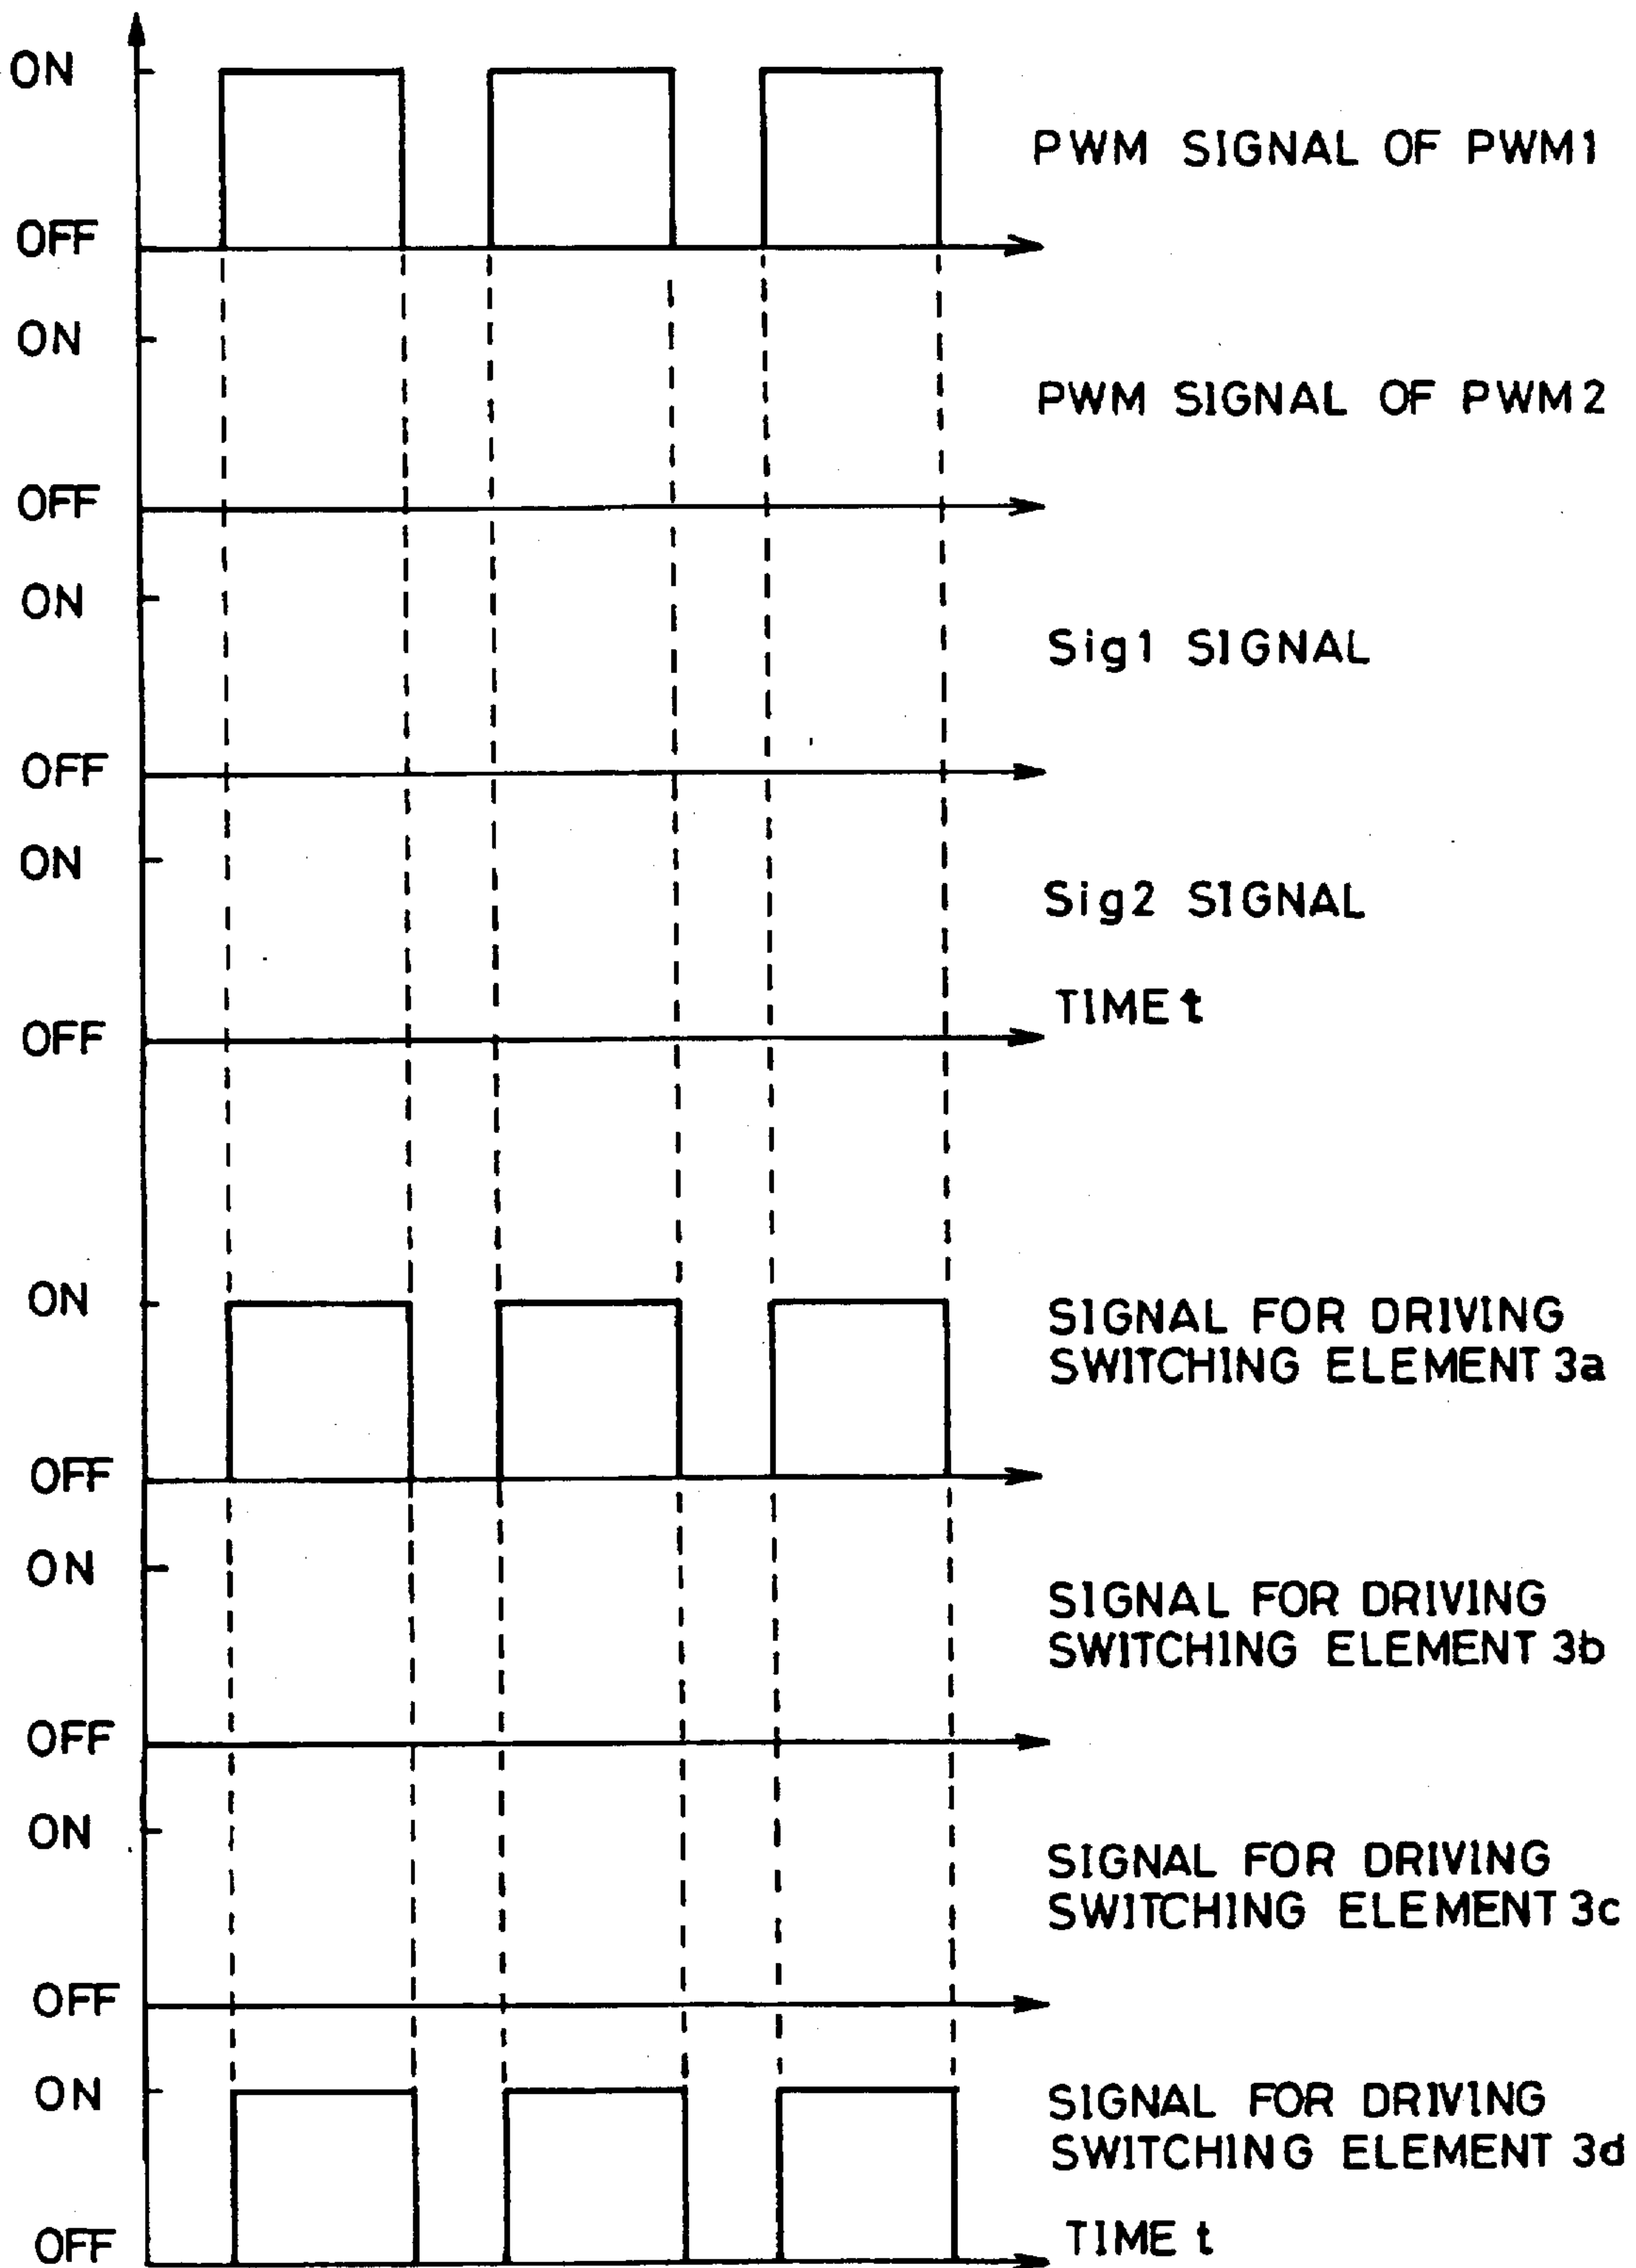 ON
PWM SIGNAL OF PWM1
OFF
ON
PWM SIGNAL OF PWM2
OFF
ON
Sig1 SIGNAL
OFF
ON
Sig2 SIGNAL
TIME t
OFF
ON
SIGNAL FOR DRIVING
SWITCHING ELEMENT 3a
OFF
ON
SIGNAL FOR DRIVING
SWITCHING ELEMENT 3b
OFF
ON
SIGNAL FOR DRIVING
SWITCHING ELEMENT 3c
OFF
ON
SIGNAL FOR DRIVING
SWITCHING ELEMENT 3d
TIME t
OFF